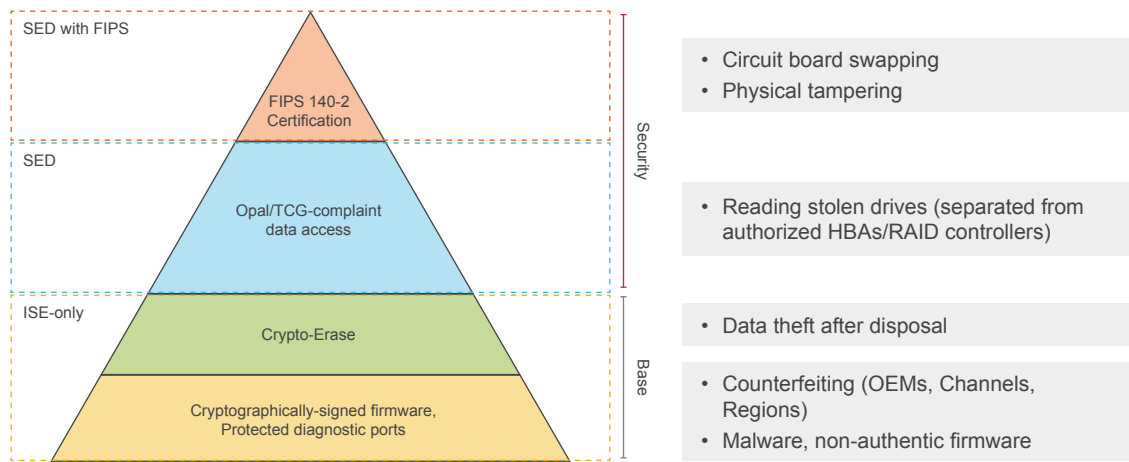 SED with FIPS
FIPS 140-2
Certification
• Circuit board swapping
• Physical tampering
Security
SED
Opal/TCG-complaint
data access
• Reading stolen drives (separated from
authorized HBAs/RAID controllers)
ISE-only
Crypto-Erase
• Data theft after disposal
Base
Cryptographically-signed firmware,
Protected diagnostic ports
• Counterfeiting (OEMs, Channels,
Regions)
• Malware, non-authentic firmware